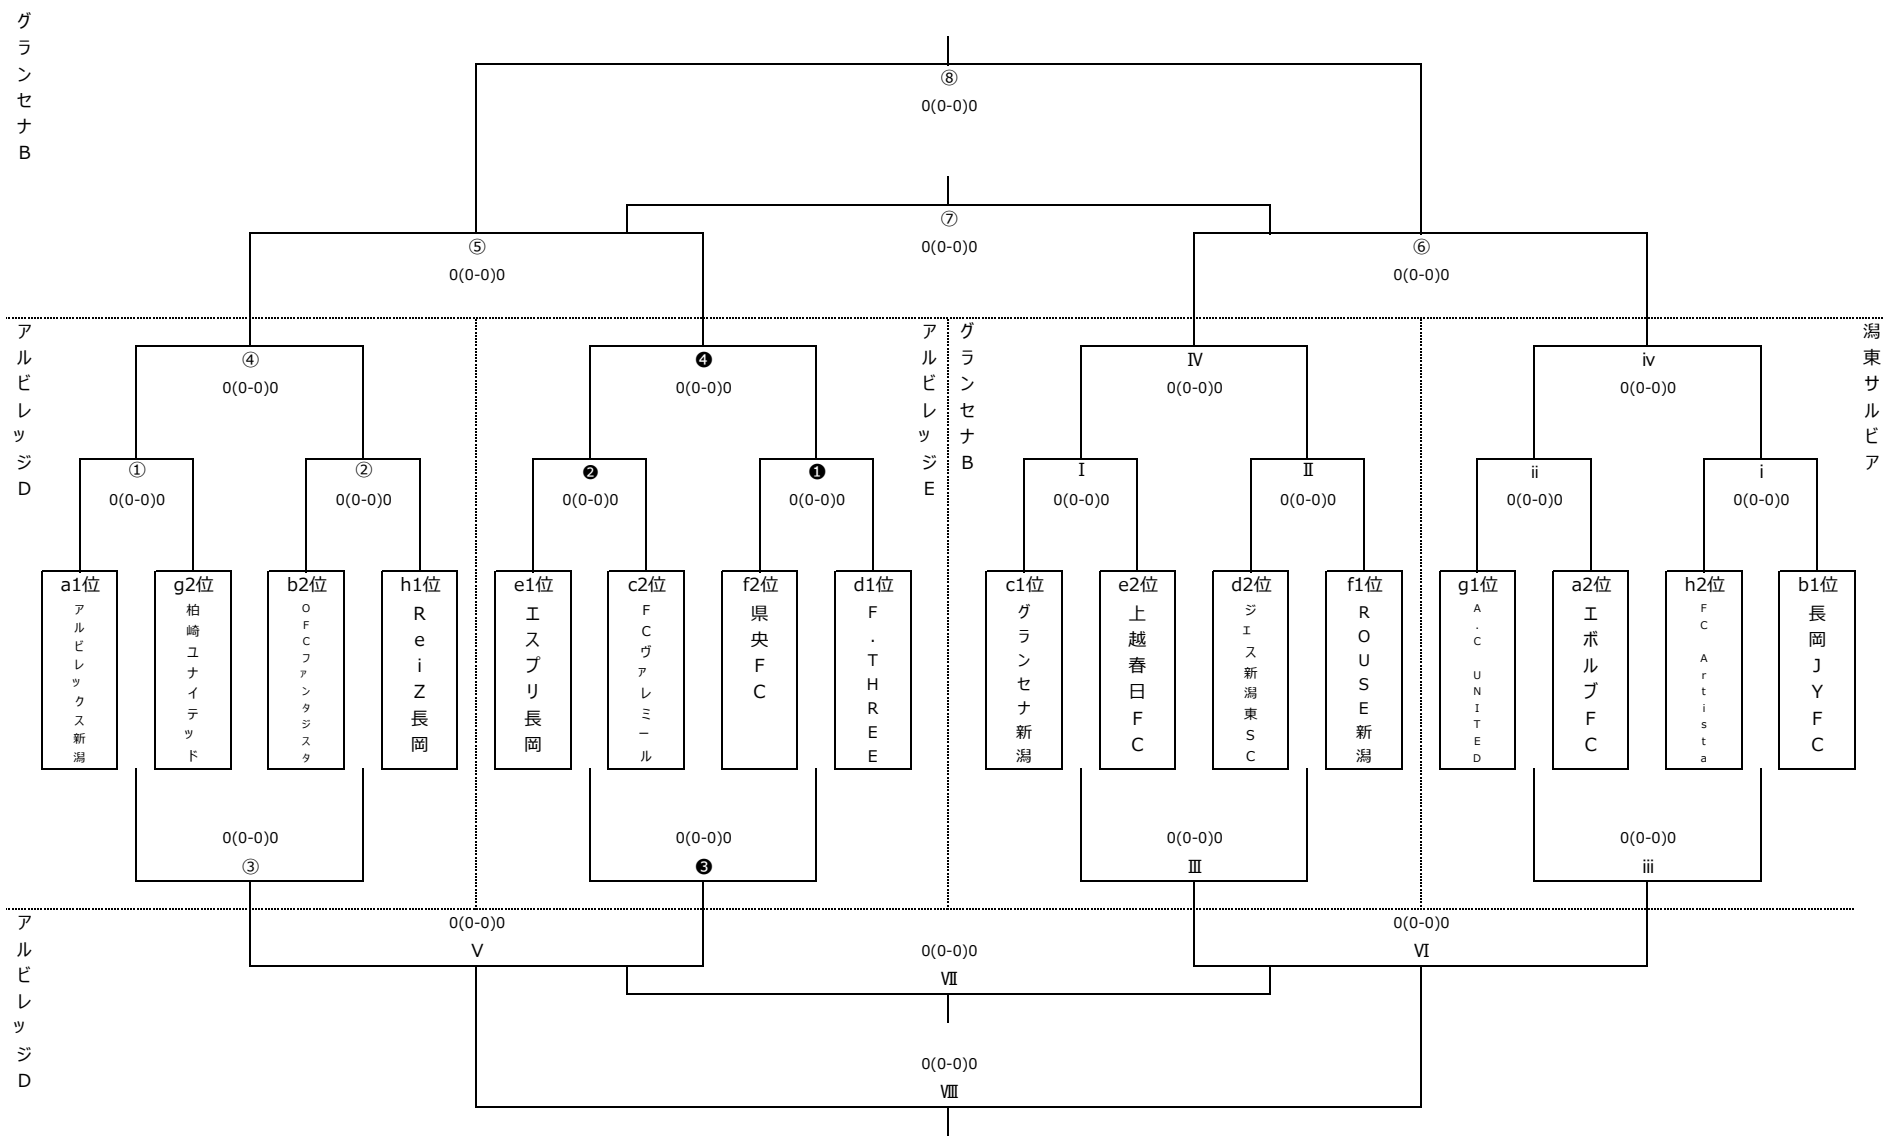 グランセナB
⑧
0(0-0)0
⑦
0(0-0)0
⑤
0(0-0)0
⑥
0(0-0)0
アルビレッジD
アルビレッジE
グランセナB
潟東サルビア
④
0(0-0)0
❹
0(0-0)0
Ⅳ
0(0-0)0
ⅳ
0(0-0)0
①
0(0-0)0
②
0(0-0)0
❷
0(0-0)0
❶
0(0-0)0
Ⅰ
0(0-0)0
Ⅱ
0(0-0)0
ⅱ
0(0-0)0
ⅰ
0(0-0)0
a1位
アルビレックス新潟
g2位
柏崎ユナイテッド
b2位
OFCファンタジスタ
h1位
ReiZ長岡
e1位
エスプリ長岡
c2位
FCヴァレミール
f2位
県央FC
d1位
F.THREE
c1位
グランセナ新潟
e2位
上越春日FC
d2位
ジェス新潟東SC
f1位
ROUSE新潟
g1位
A.C UNITED
a2位
エボルブFC
h2位
FC Artista
b1位
長岡JYFC
0(0-0)0
③
0(0-0)0
❸
0(0-0)0
Ⅲ
0(0-0)0
ⅲ
アルビレッジD
0(0-0)0
Ⅴ
0(0-0)0
Ⅵ
0(0-0)0
Ⅶ
0(0-0)0
Ⅷ